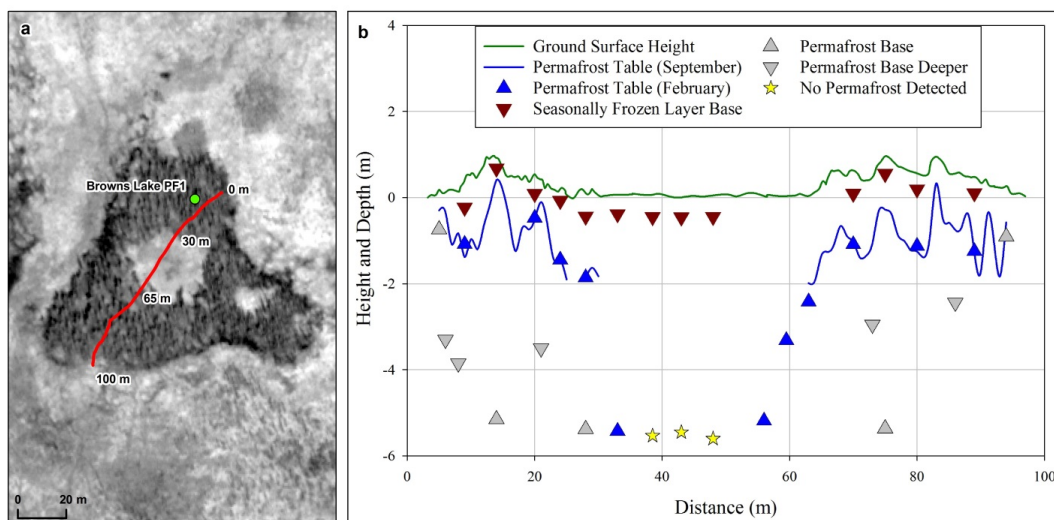 a
Browns Lake PF1
0 m
30 m
65 m
100 m
0 20 m
b
Ground Surface Height
Permafrost Table (September)
Permafrost Table (February)
Seasonally Frozen Layer Base
Permafrost Base
Permafrost Base Deeper
No Permafrost Detected
Height and Depth (m)
4
2
0
-2
-4
-6
0 20 40 60 80 100
Distance (m)